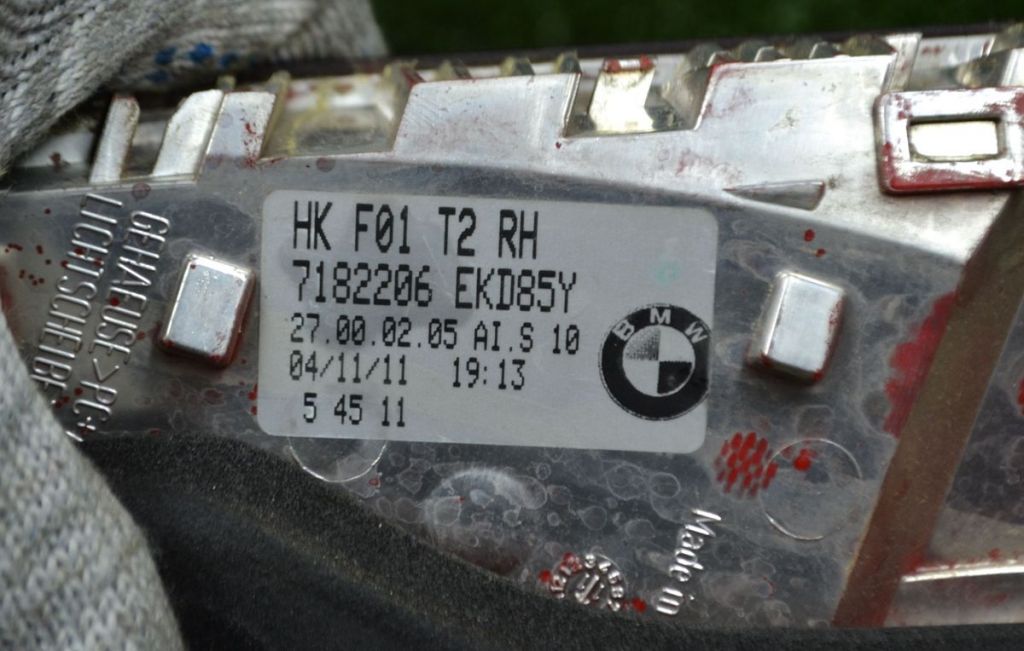 HK F01 T2 RH
7182206 EKD85Y
27.00.02.05 AI.S 10
04/11/11 19:13
5 45 11
BMW
GEHAEUSE>PC
LICHTSCHEIBE
Made in